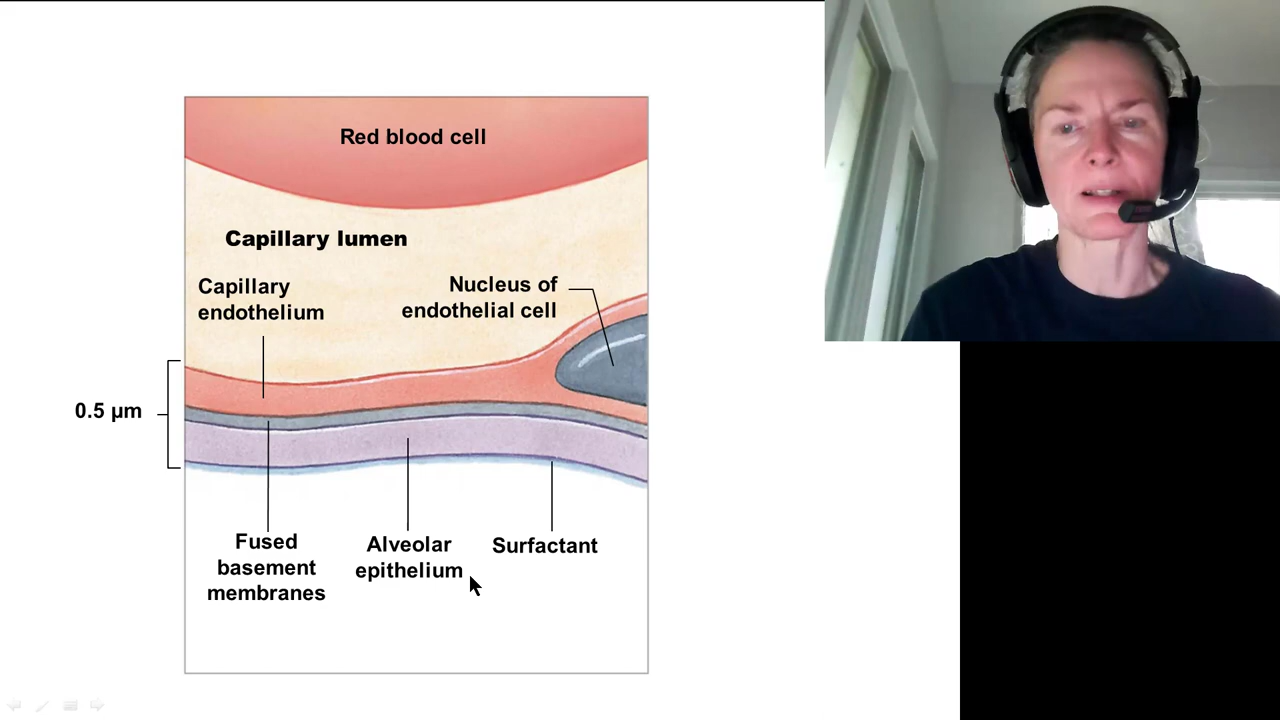 Red blood cell
Capillary lumen
Capillary
endothelium
Nucleus of
endothelial cell
0.5 µm
Fused
basement
membranes
Alveolar
epithelium
Surfactant